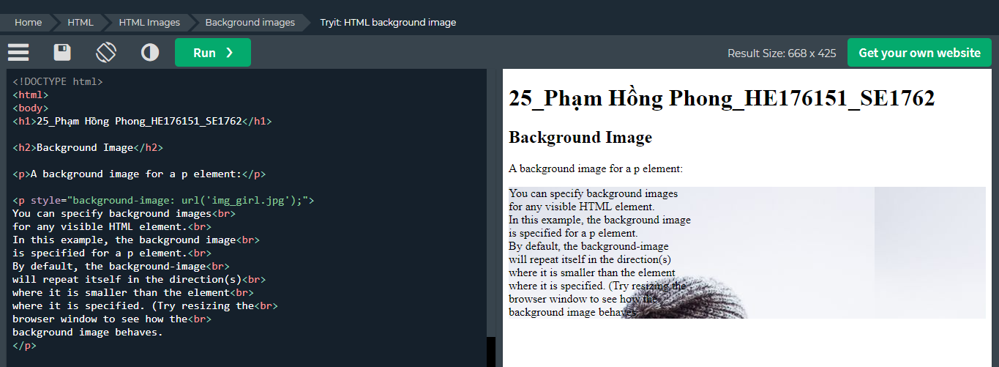 Home HTML HTML Images Background images Tryit: HTML background image
Run ❯ Result Size: 668 x 425 Get your own website
<!DOCTYPE html>
<html>
<body>
<h1>25_Phạm Hồng Phong_HE176151_SE1762</h1>
<h2>Background Image</h2>
<p>A background image for a p element:</p>
<p style="background-image: url('img_girl.jpg');">
You can specify background images<br>
for any visible HTML element.<br>
In this example, the background image<br>
is specified for a p element.<br>
By default, the background-image<br>
will repeat itself in the direction(s)<br>
where it is smaller than the element<br>
where it is specified. (Try resizing the<br>
browser window to see how the<br>
background image behaves.
</p>
25_Phạm Hồng Phong_HE176151_SE1762
Background Image
A background image for a p element:
You can specify background images
for any visible HTML element.
In this example, the background image
is specified for a p element.
By default, the background-image
will repeat itself in the direction(s)
where it is smaller than the element
where it is specified. (Try resizing the
browser window to see how the
background image behaves.